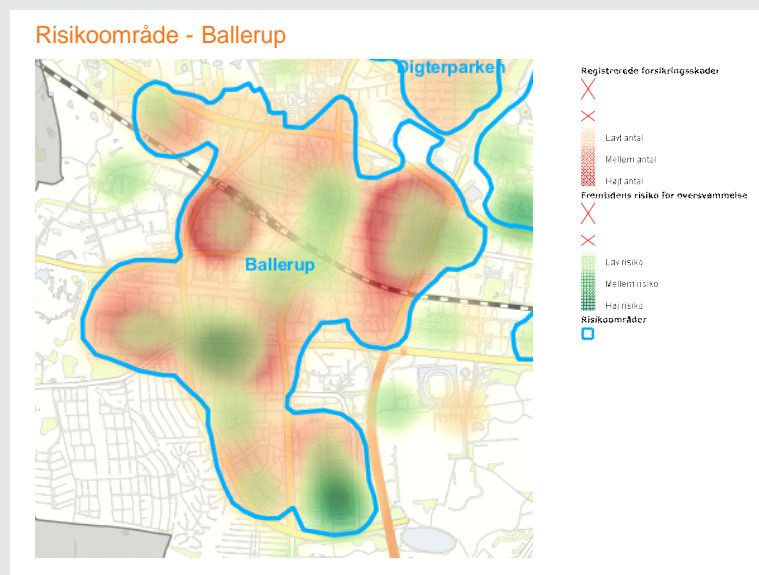 Risikoområde - Ballerup
Digterparken
Ballerup
Registrerede forsikringsskader
Lavt antal
Mellem antal
Højt antal
Fremtidens risiko for oversvømmelse
Lav risiko
Mellem risiko
Høj risiko
Risikoområder